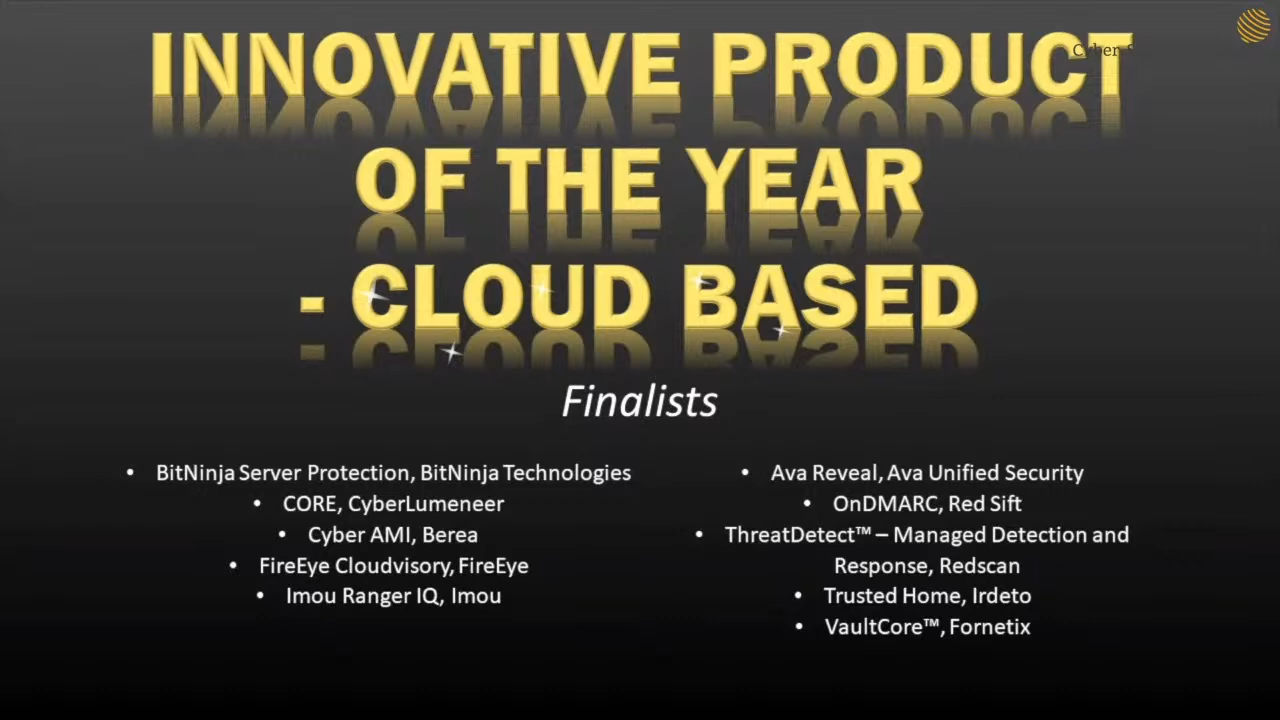 Cyber
INNOVATIVE PRODUCT
OF THE YEAR
- CLOUD BASED
Finalists
• BitNinja Server Protection, BitNinja Technologies
• CORE, CyberLumeneer
• Cyber AMI, Berea
• FireEye Cloudvisory, FireEye
• Imou Ranger IQ, Imou
• Ava Reveal, Ava Unified Security
• OnDMARC, Red Sift
• ThreatDetect™ – Managed Detection and
Response, Redscan
• Trusted Home, Irdeto
• VaultCore™, Fornetix